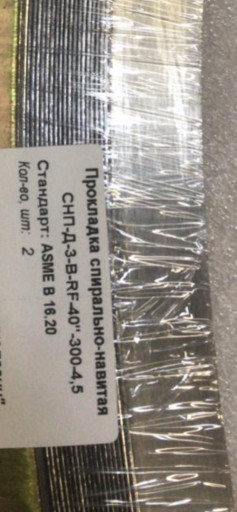 Прокладка спирально-навитая
СНП-Д-3-В-RF-40"-300-4,5
Стандарт: ASME B 16.20
Кол-во, шт: 2